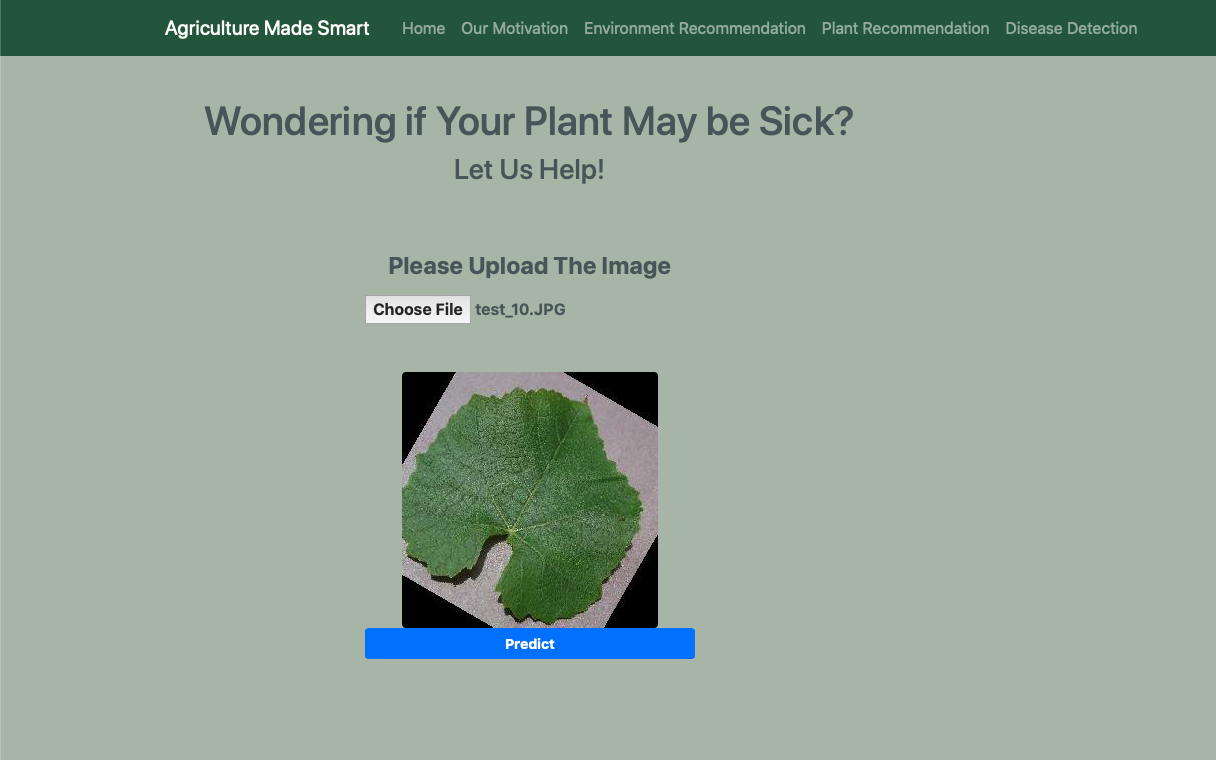 Agriculture Made Smart Home Our Motivation Environment Recommendation Plant Recommendation Disease Detection
Wondering if Your Plant May be Sick?
Let Us Help!
Please Upload The Image
Choose File test_10.JPG
Predict